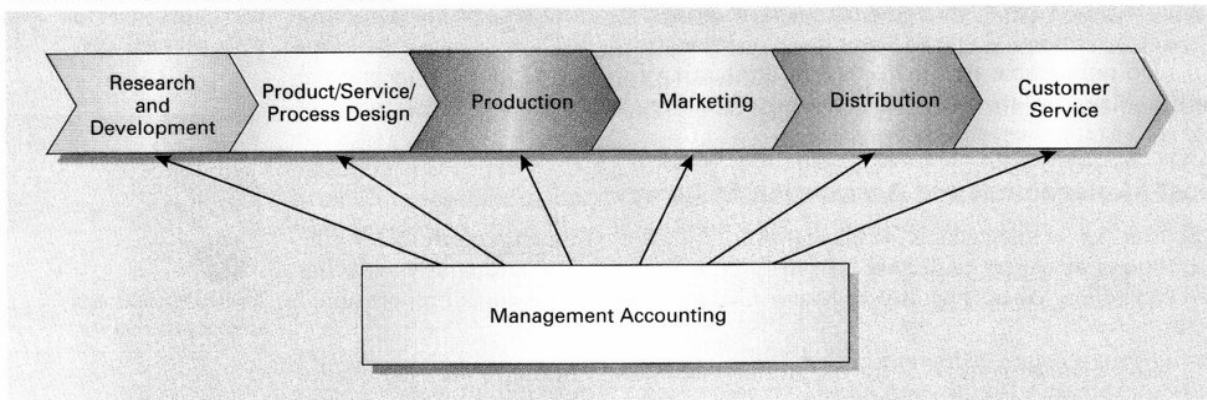 Research
and
Development
Product/Service/
Process Design
Production
Marketing
Distribution
Customer
Service
Management Accounting